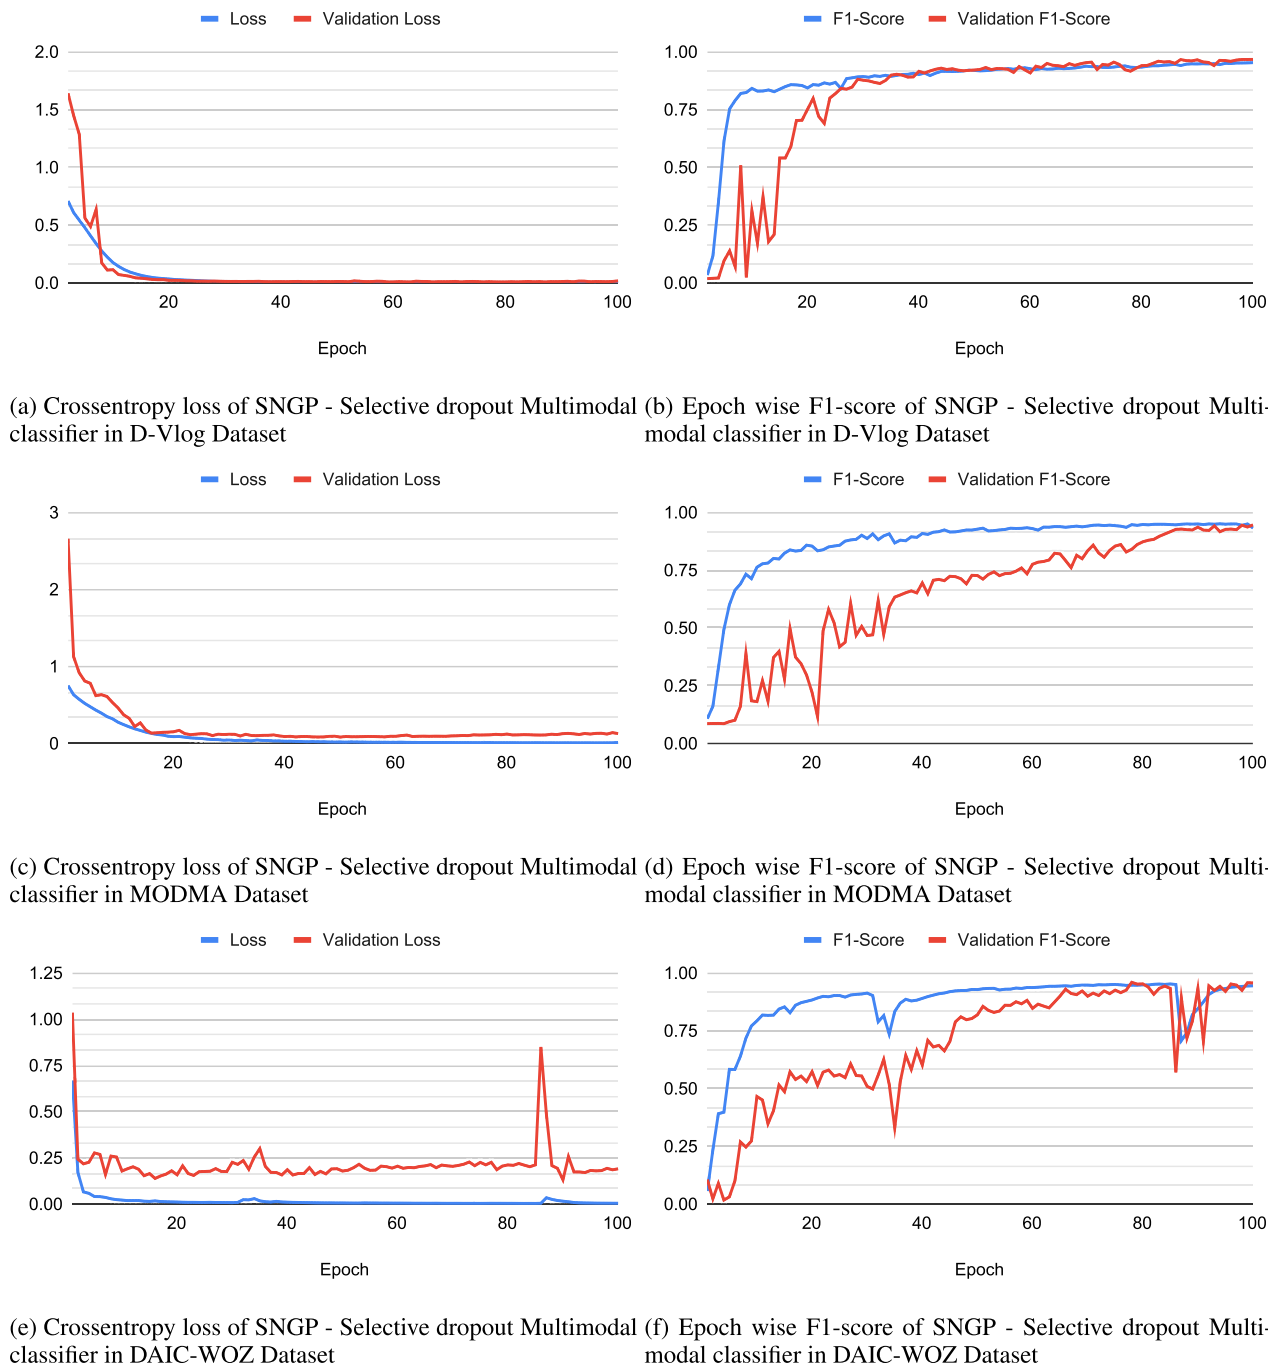 Loss Validation Loss
2.0
1.5
1.0
0.5
0.0
20 40 60 80 100
Epoch
F1-Score Validation F1-Score
1.00
0.75
0.50
0.25
0.00
20 40 60 80 100
Epoch
(a) Crossentropy loss of SNGP - Selective dropout Multimodal
classifier in D-Vlog Dataset
(b) Epoch wise F1-score of SNGP - Selective dropout Multi-
modal classifier in D-Vlog Dataset
Loss Validation Loss
3
2
1
0
20 40 60 80 100
Epoch
F1-Score Validation F1-Score
1.00
0.75
0.50
0.25
0.00
20 40 60 80 100
Epoch
(c) Crossentropy loss of SNGP - Selective dropout Multimodal
classifier in MODMA Dataset
(d) Epoch wise F1-score of SNGP - Selective dropout Multi-
modal classifier in MODMA Dataset
Loss Validation Loss
1.25
1.00
0.75
0.50
0.25
0.00
20 40 60 80 100
Epoch
F1-Score Validation F1-Score
1.00
0.75
0.50
0.25
0.00
20 40 60 80 100
Epoch
(e) Crossentropy loss of SNGP - Selective dropout Multimodal
classifier in DAIC-WOZ Dataset
(f) Epoch wise F1-score of SNGP - Selective dropout Multi-
modal classifier in DAIC-WOZ Dataset